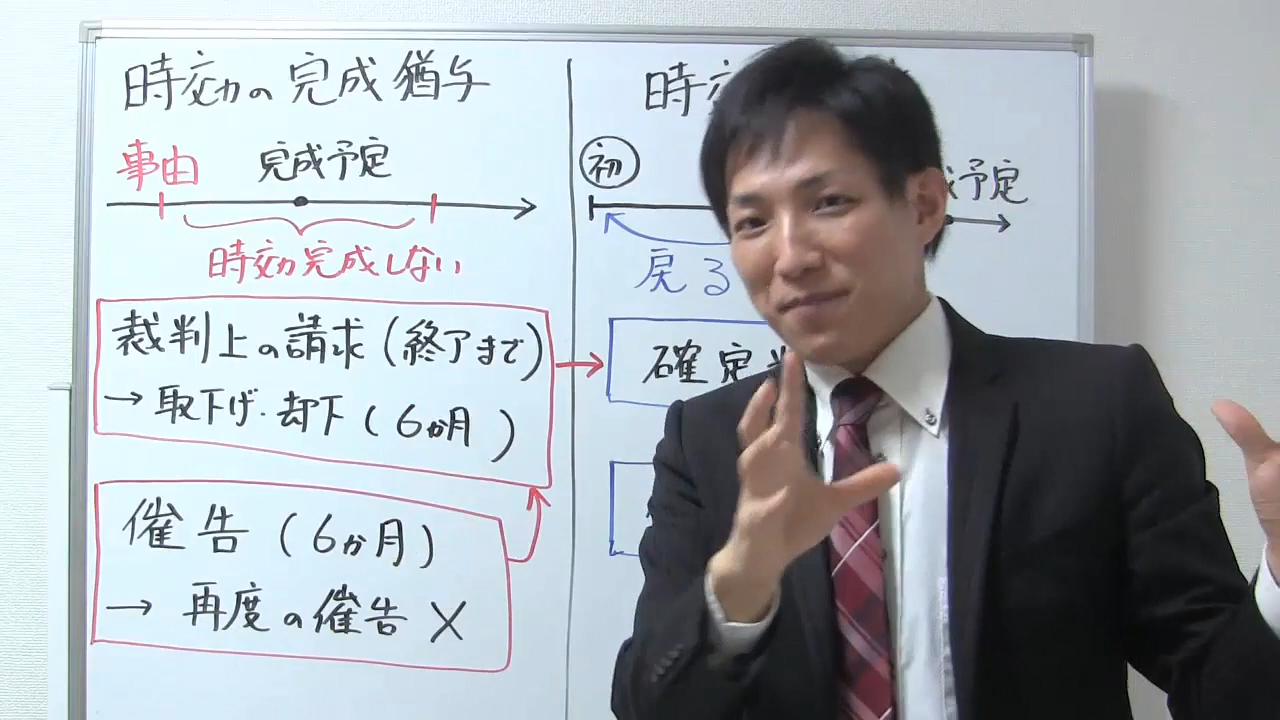 時効の完成猶予
事由 完成予定
時効完成しない
裁判上の請求(終了まで)
→取下げ・却下(6か月)
催告(6か月)
→再度の催告×
時
初
予定
戻る
確定